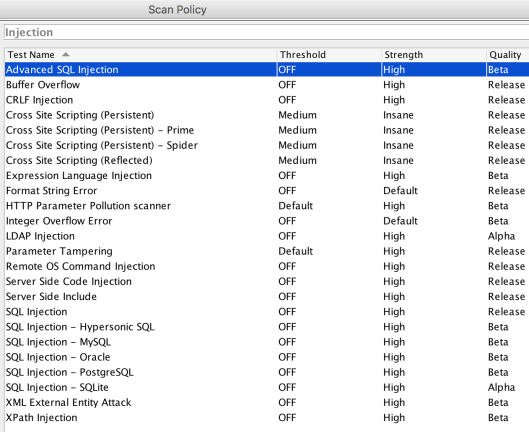 Scan Policy
Injection
Test Name Threshold Strength Quality
Advanced SQL Injection OFF High Beta
Buffer Overflow OFF High Release
CRLF Injection OFF High Release
Cross Site Scripting (Persistent) Medium Insane Release
Cross Site Scripting (Persistent) - Prime Medium Insane Release
Cross Site Scripting (Persistent) - Spider Medium Insane Release
Cross Site Scripting (Reflected) Medium Insane Release
Expression Language Injection OFF High Beta
Format String Error OFF Default Release
HTTP Parameter Pollution scanner Default High Beta
Integer Overflow Error OFF Default Beta
LDAP Injection OFF High Alpha
Parameter Tampering Default High Release
Remote OS Command Injection OFF High Release
Server Side Code Injection OFF High Release
Server Side Include OFF High Release
SQL Injection OFF High Release
SQL Injection - Hypersonic SQL OFF High Beta
SQL Injection - MySQL OFF High Beta
SQL Injection - Oracle OFF High Beta
SQL Injection - PostgreSQL OFF High Beta
SQL Injection - SQLite OFF High Alpha
XML External Entity Attack OFF High Beta
XPath Injection OFF High Beta